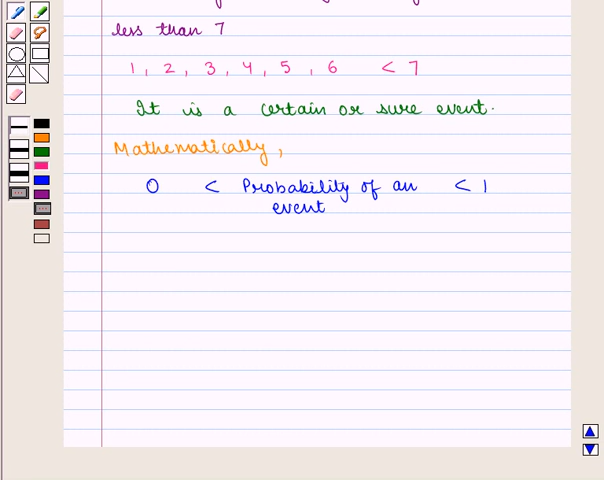 less than 7
1, 2, 3, 4, 5, 6 < 7
It is a certain or sure event.
Mathematically,
0 < Probability of an < 1
event